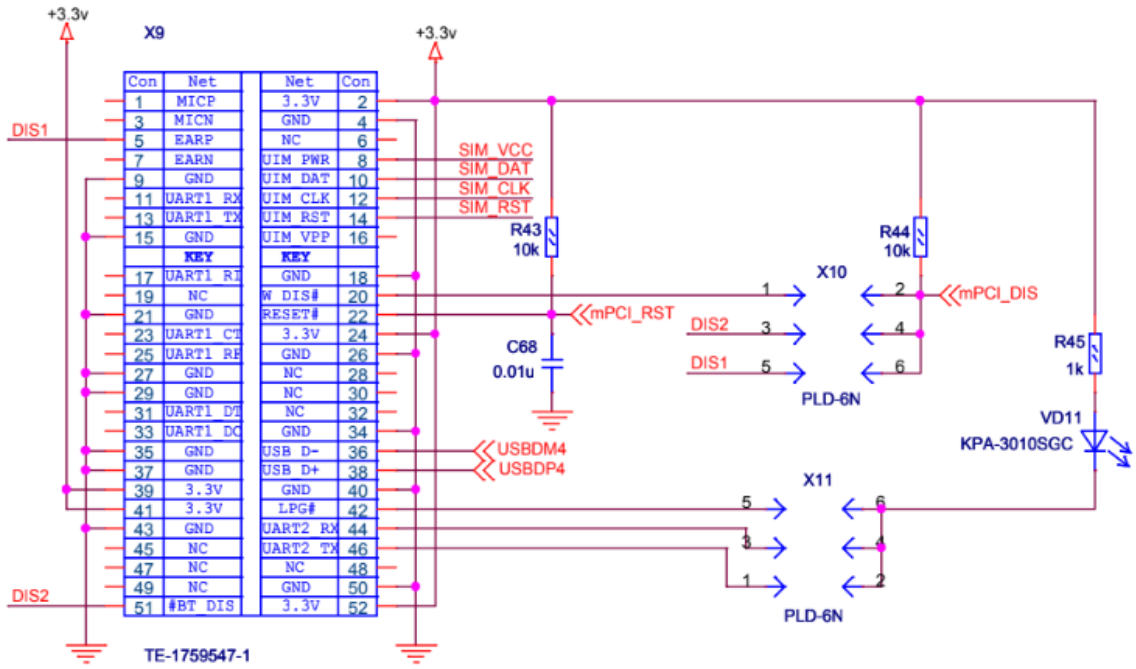 +3.3v
X9
+3.3v
Con Net Net Con
1 MICP 3.3V 2
3 MICN GND 4
DIS1 5 EARP NC 6
7 EARN UIM PWR 8 SIM_VCC
9 GND UIM DAT 10 SIM_DAT
11 UART1 RX UIM CLK 12 SIM_CLK
13 UART1 TX UIM RST 14 SIM_RST
15 GND UIM_VPP 16
KEY KEY
17 UART1_RI GND 18
19 NC W DIS# 20
21 GND RESET# 22 mPCI_RST
23 UART1 CT 3.3V 24
25 UART1 RF GND 26
27 GND NC 28
29 GND NC 30
31 UART1 DT NC 32
33 UART1 DC GND 34
35 GND USB D- 36 USBDM4
37 GND USB_D+ 38 USBDP4
39 3.3V GND 40
41 3.3V LPG# 42
43 GND UART2 RX 44
45 NC UART2 TX 46
47 NC NC 48
49 NC GND 50
DIS2 51 #BT_DIS 3.3V 52
TE-1759547-1
R43
10k
C68
0.01u
R44
10k
X10
1 2 mPCI_DIS
DIS2 3 4
DIS1 5 6
PLD-6N
R45
1k
VD11
KPA-3010SGC
X11
5 6
3 4
1 2
PLD-6N